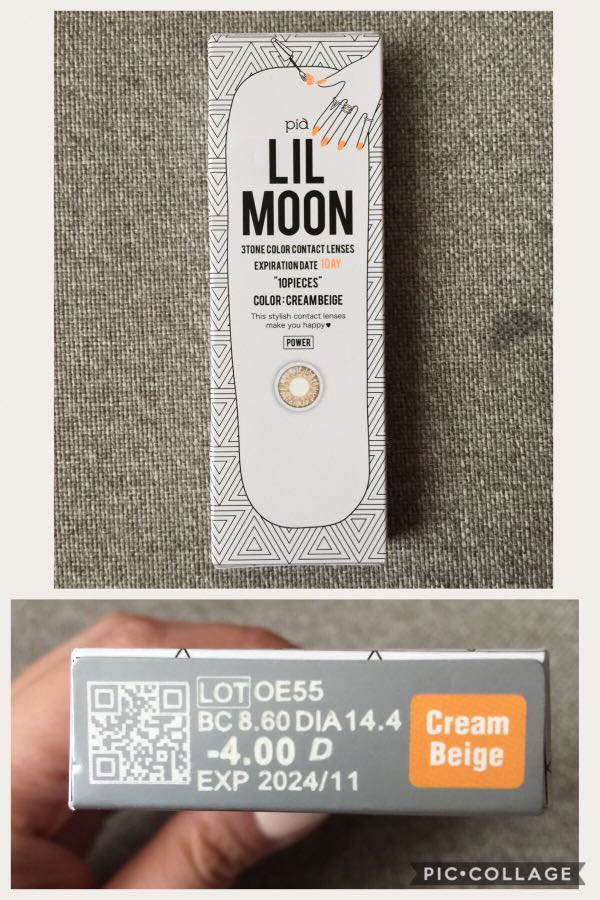 pià
LIL
MOON
3TONE COLOR CONTACT LENSES
EXPIRATION DATE 1DAY
"10PIECES"
COLOR : CREAM BEIGE
This stylish contact lenses
make you happy♥
POWER
LOT OE55
BC 8.60 DIA 14.4
-4.00 D
EXP 2024/11
Cream
Beige
PIC•COLLAGE